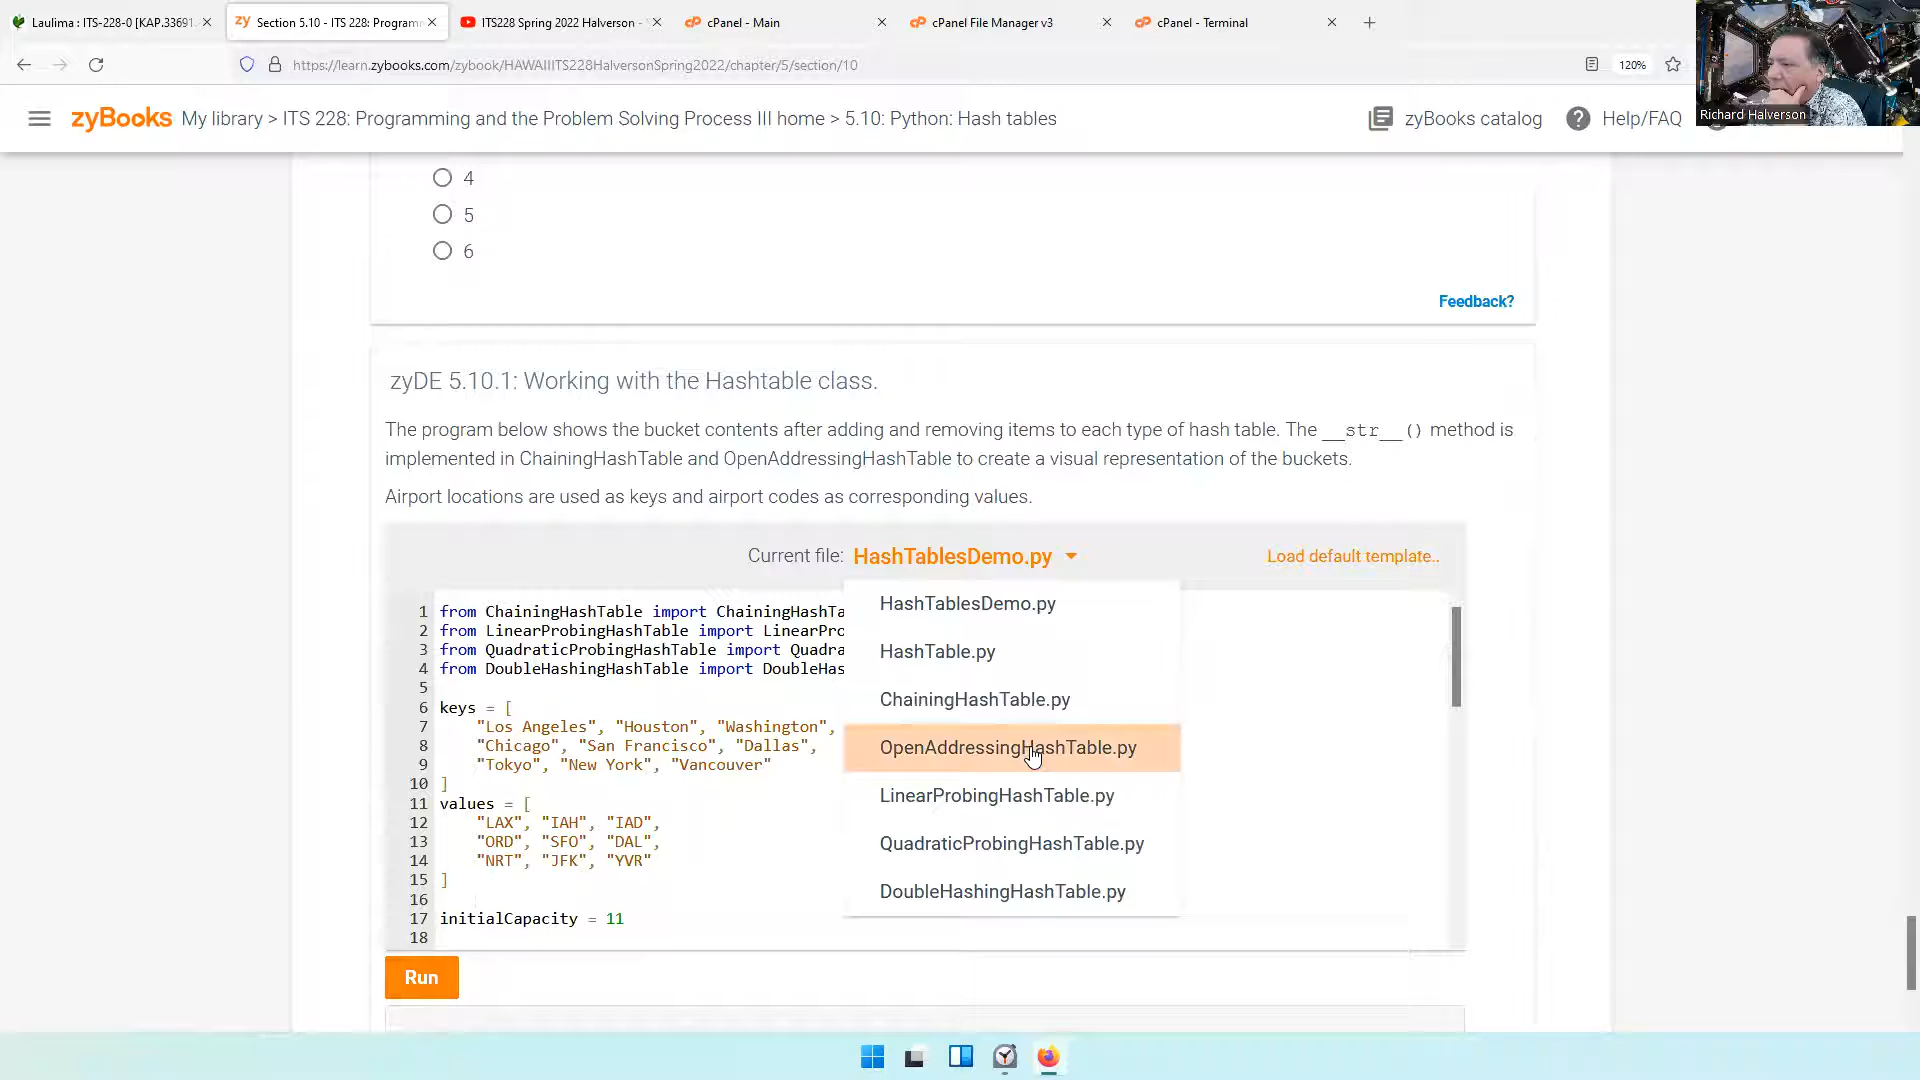 Laulima : ITS-228-0 [KAP.33691.
zy Section 5.10 - ITS 228: Programm
ITS228 Spring 2022 Halverson -
cPanel - Main
cPanel File Manager v3
cPanel - Terminal
https://learn.zybooks.com/zybook/HAWAIIITS228HalversonSpring2022/chapter/5/section/10
120%
Richard Halverson
zyBooks My library > ITS 228: Programming and the Problem Solving Process III home > 5.10: Python: Hash tables
zyBooks catalog
Help/FAQ
4
5
6
Feedback?
zyDE 5.10.1: Working with the Hashtable class.
The program below shows the bucket contents after adding and removing items to each type of hash table. The __str__() method is
implemented in ChainingHashTable and OpenAddressingHashTable to create a visual representation of the buckets.
Airport locations are used as keys and airport codes as corresponding values.
Current file: HashTablesDemo.py
Load default template..
HashTablesDemo.py
HashTable.py
ChainingHashTable.py
OpenAddressingHashTable.py
LinearProbingHashTable.py
QuadraticProbingHashTable.py
DoubleHashingHashTable.py
1 from ChainingHashTable import ChainingHashTa
2 from LinearProbingHashTable import LinearPro
3 from QuadraticProbingHashTable import Quadra
4 from DoubleHashingHashTable import DoubleHas
5
6 keys = [
7 "Los Angeles", "Houston", "Washington",
8 "Chicago", "San Francisco", "Dallas",
9 "Tokyo", "New York", "Vancouver"
10 ]
11 values = [
12 "LAX", "IAH", "IAD",
13 "ORD", "SFO", "DAL",
14 "NRT", "JFK", "YVR"
15 ]
16
17 initialCapacity = 11
18
Run